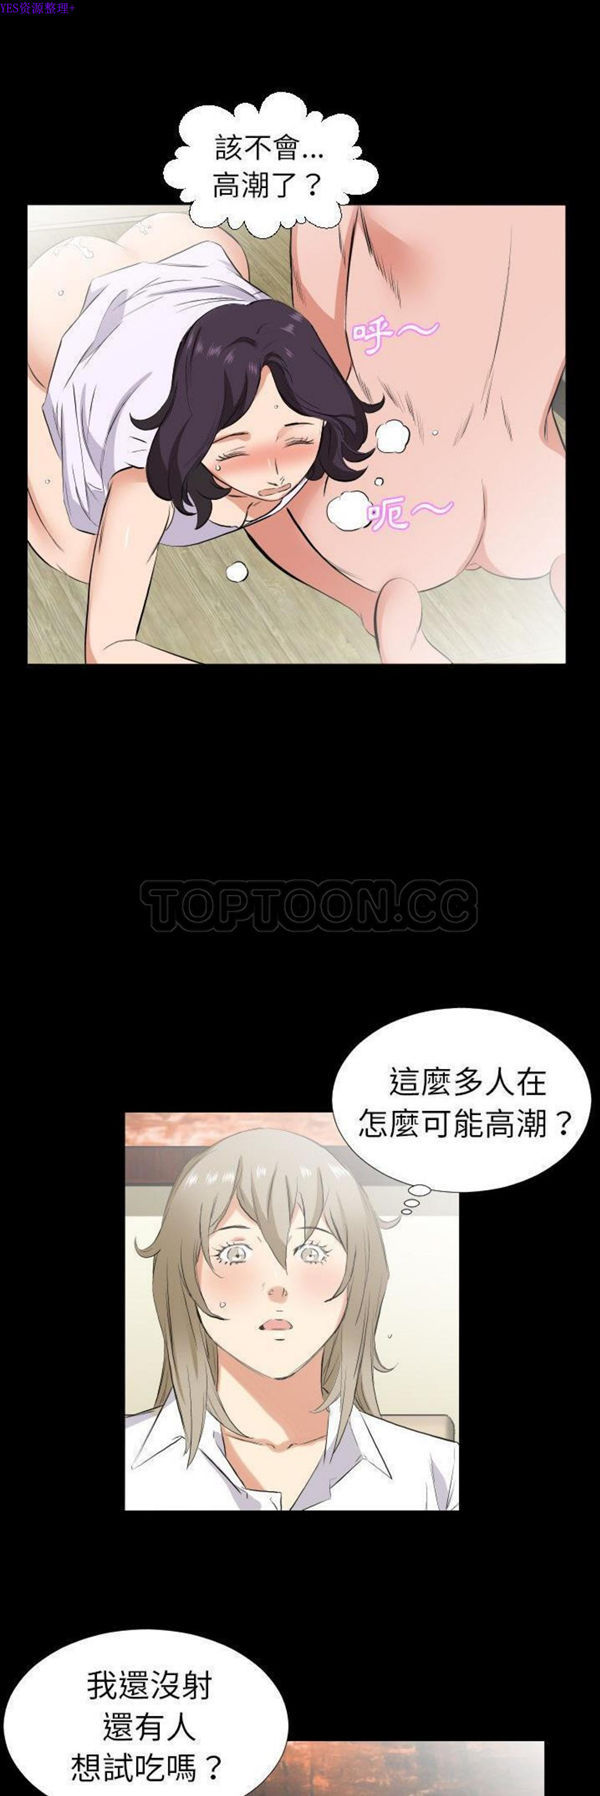 YES资源整理+
該不會...
高潮了？
呼～
呃～
TOPTOON.CC
這麼多人在
怎麼可能高潮？
我還沒射
還有人
想試吃嗎？